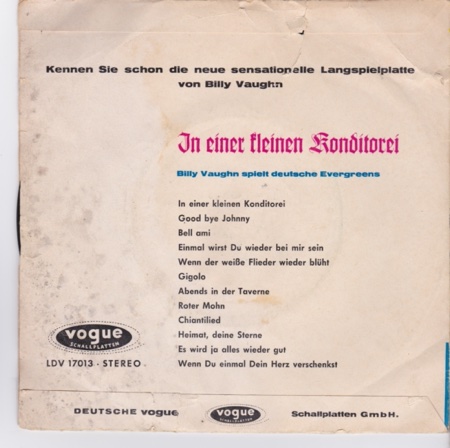 Kennen Sie schon die neue sensationelle Langspielplatte
von Billy Vaughn
In einer kleinen Konditorei
Billy Vaughn spielt deutsche Evergreens
In einer kleinen Konditorei
Good bye Johnny
Bell ami
Einmal wirst Du wieder bei mir sein
Wenn der weiße Flieder wieder blüht
Gigolo
Abends in der Taverne
Roter Mohn
Chiantilied
Heimat, deine Sterne
Es wird ja alles wieder gut
Wenn Du einmal Dein Herz verschenkst
vogue
SCHALLPLATTEN
LDV 17013 - STEREO
DEUTSCHE vogue vogue Schallplatten GmbH.
SCHALLPLATTEN